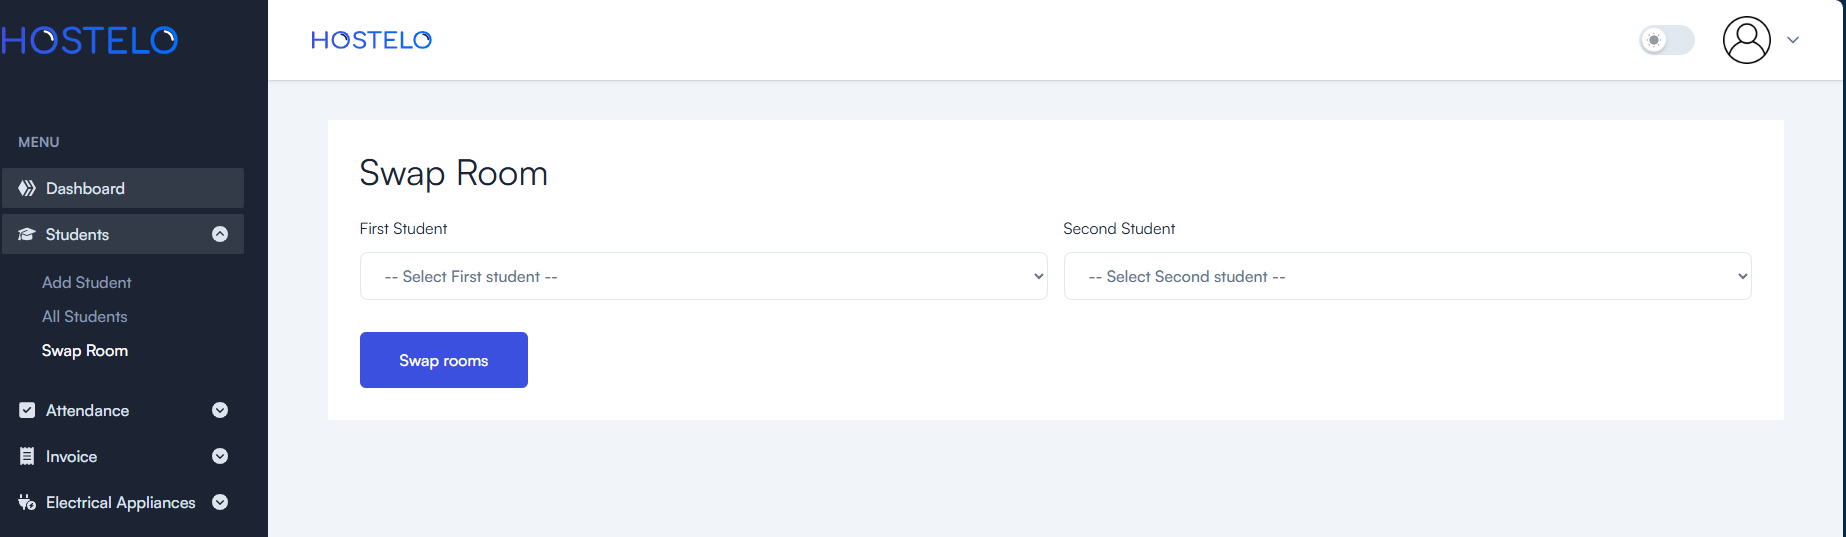 HOSTELO
HOSTELO
MENU
Dashboard
Students
Add Student
All Students
Swap Room
Attendance
Invoice
Electrical Appliances
Swap Room
First Student
Second Student
-- Select First student --
-- Select Second student --
Swap rooms